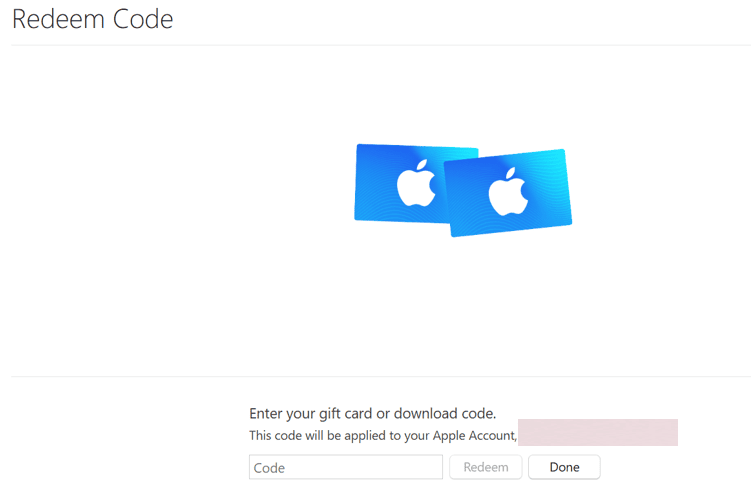 Redeem Code
Enter your gift card or download code.
This code will be applied to your Apple Account,
Code
Redeem
Done